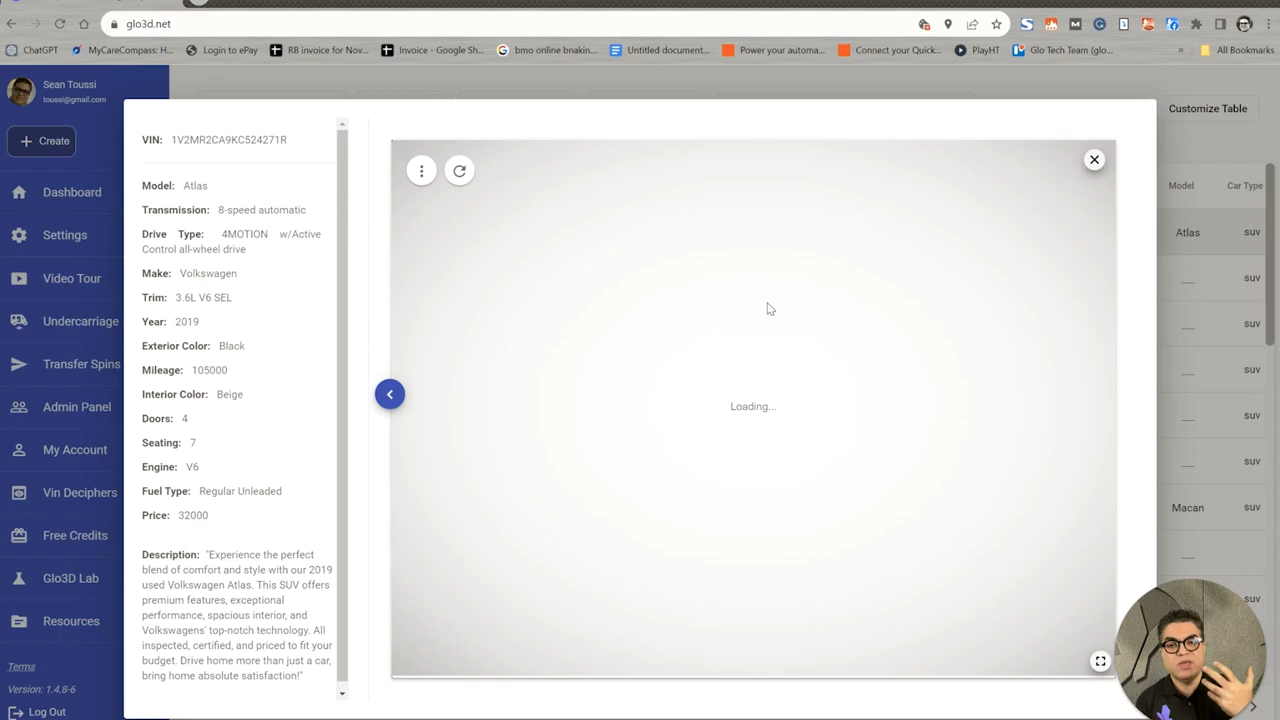 glo3d.net
ChatGPT
MyCareCompass: H...
Login to ePay
RB invoice for Nov...
Invoice - Google Sh...
bmo online bnakin...
Untitled document...
Power your automa...
Connect your Quick...
PlayHT
Glo Tech Team (glo...
»
All Bookmarks
Sean Toussi
toussi@gmail.com
+ Create
Dashboard
Settings
Video Tour
Undercarriage
Transfer Spins
Admin Panel
My Account
Vin Deciphers
Free Credits
Glo3D Lab
Resources
Terms
Version: 1.4.8-6
Log Out
VIN: 1V2MR2CA9KC524271R
Model: Atlas
Transmission: 8-speed automatic
Drive Type: 4MOTION w/Active
Control all-wheel drive
Make: Volkswagen
Trim: 3.6L V6 SEL
Year: 2019
Exterior Color: Black
Mileage: 105000
Interior Color: Beige
Doors: 4
Seating: 7
Engine: V6
Fuel Type: Regular Unleaded
Price: 32000
Description: "Experience the perfect
blend of comfort and style with our 2019
used Volkswagen Atlas. This SUV offers
premium features, exceptional
performance, spacious interior, and
Volkswagens' top-notch technology. All
inspected, certified, and priced to fit your
budget. Drive home more than just a car,
bring home absolute satisfaction!"
Loading...
Customize Table
Model Car Type
Atlas suv
__ suv
__ suv
__ suv
__ suv
__ suv
Macan suv
__ suv
suv